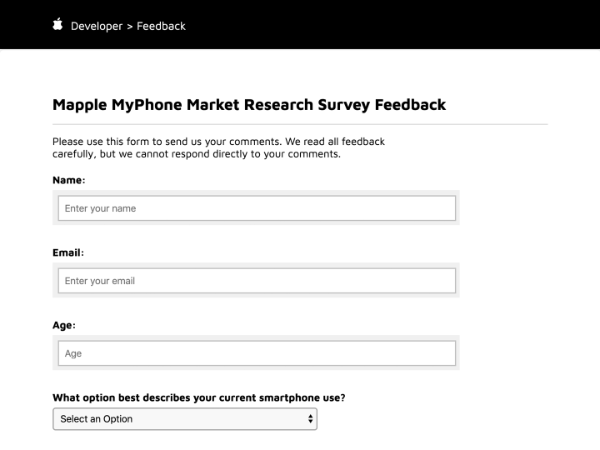 Developer > Feedback
Mapple MyPhone Market Research Survey Feedback
Please use this form to send us your comments. We read all feedback
carefully, but we cannot respond directly to your comments.
Name:
Enter your name
Email:
Enter your email
Age:
Age
What option best describes your current smartphone use?
Select an Option